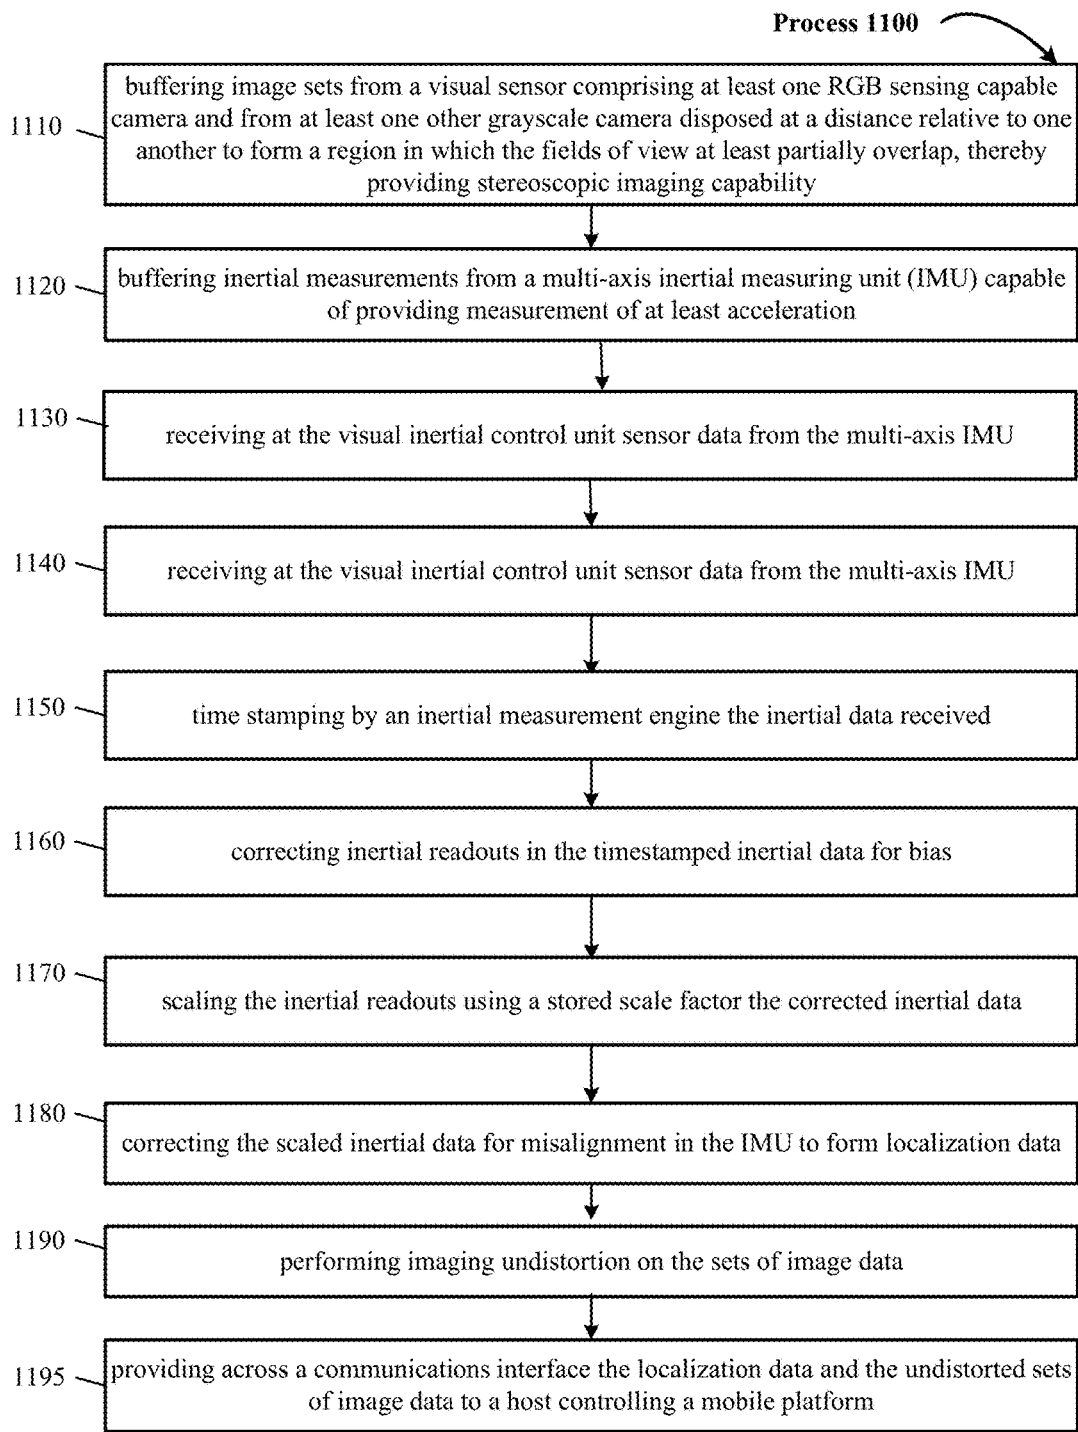 Process 1100
1110
buffering image sets from a visual sensor comprising at least one RGB sensing capable
camera and from at least one other grayscale camera disposed at a distance relative to one
another to form a region in which the fields of view at least partially overlap, thereby
providing stereoscopic imaging capability
1120
buffering inertial measurements from a multi-axis inertial measuring unit (IMU) capable
of providing measurement of at least acceleration
1130
receiving at the visual inertial control unit sensor data from the multi-axis IMU
1140
receiving at the visual inertial control unit sensor data from the multi-axis IMU
1150
time stamping by an inertial measurement engine the inertial data received
1160
correcting inertial readouts in the timestamped inertial data for bias
1170
scaling the inertial readouts using a stored scale factor the corrected inertial data
1180
correcting the scaled inertial data for misalignment in the IMU to form localization data
1190
performing imaging undistortion on the sets of image data
1195
providing across a communications interface the localization data and the undistorted sets
of image data to a host controlling a mobile platform